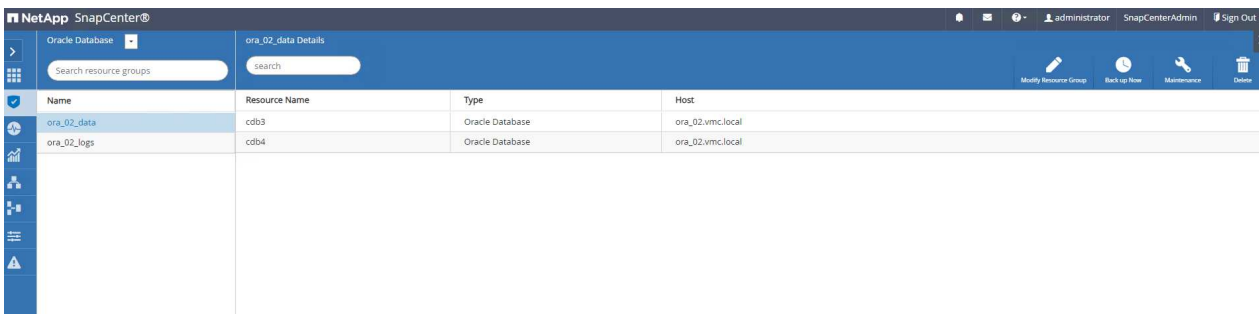 NetApp SnapCenter®
administrator SnapCenterAdmin Sign Out
Oracle Database
Search resource groups
ora_02_data Details
search
Modify Resource Group Back up Now Maintenance Delete
Name
ora_02_data
ora_02_logs
Resource Name Type Host
cdb3 Oracle Database ora_02.vmc.local
cdb4 Oracle Database ora_02.vmc.local